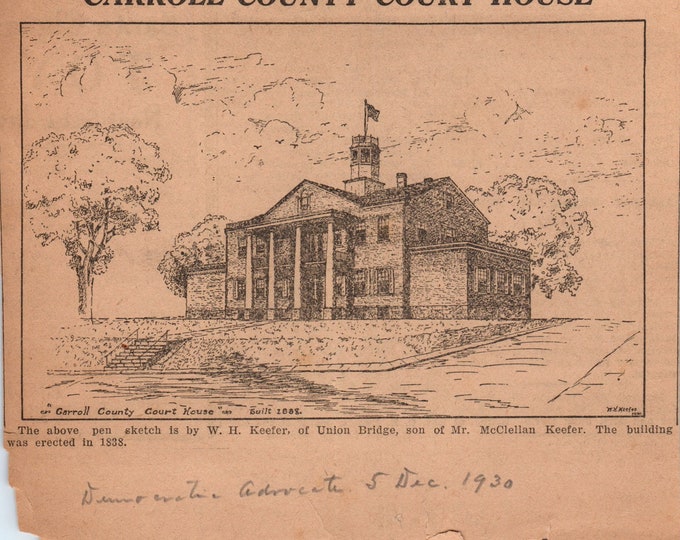 CARROLL COUNTY COURT HOUSE
"Carroll County Court House" Built 1838.
W.H. Keefer
The above pen sketch is by W. H. Keefer, of Union Bridge, son of Mr. McClellan Keefer. The building
was erected in 1838.
Democratic Advocate 5 Dec. 1930